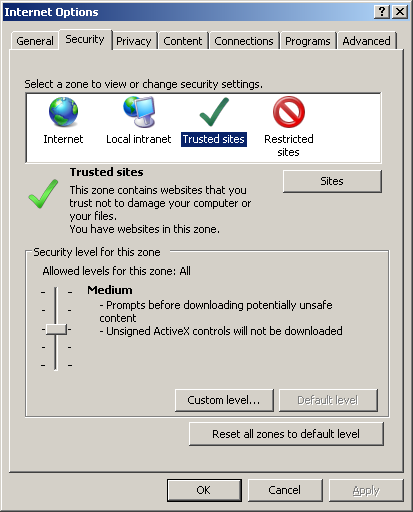 Internet Options
General Security Privacy Content Connections Programs Advanced
Select a zone to view or change security settings.
Internet Local intranet Trusted sites Restricted
sites
Trusted sites
Sites
This zone contains websites that you
trust not to damage your computer or
your files.
You have websites in this zone.
Security level for this zone
Allowed levels for this zone: All
Medium
- Prompts before downloading potentially unsafe
content
- Unsigned ActiveX controls will not be downloaded
Custom level... Default level
Reset all zones to default level
OK Cancel Apply